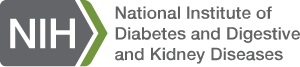 NIH
National Institute of
Diabetes and Digestive
and Kidney Diseases